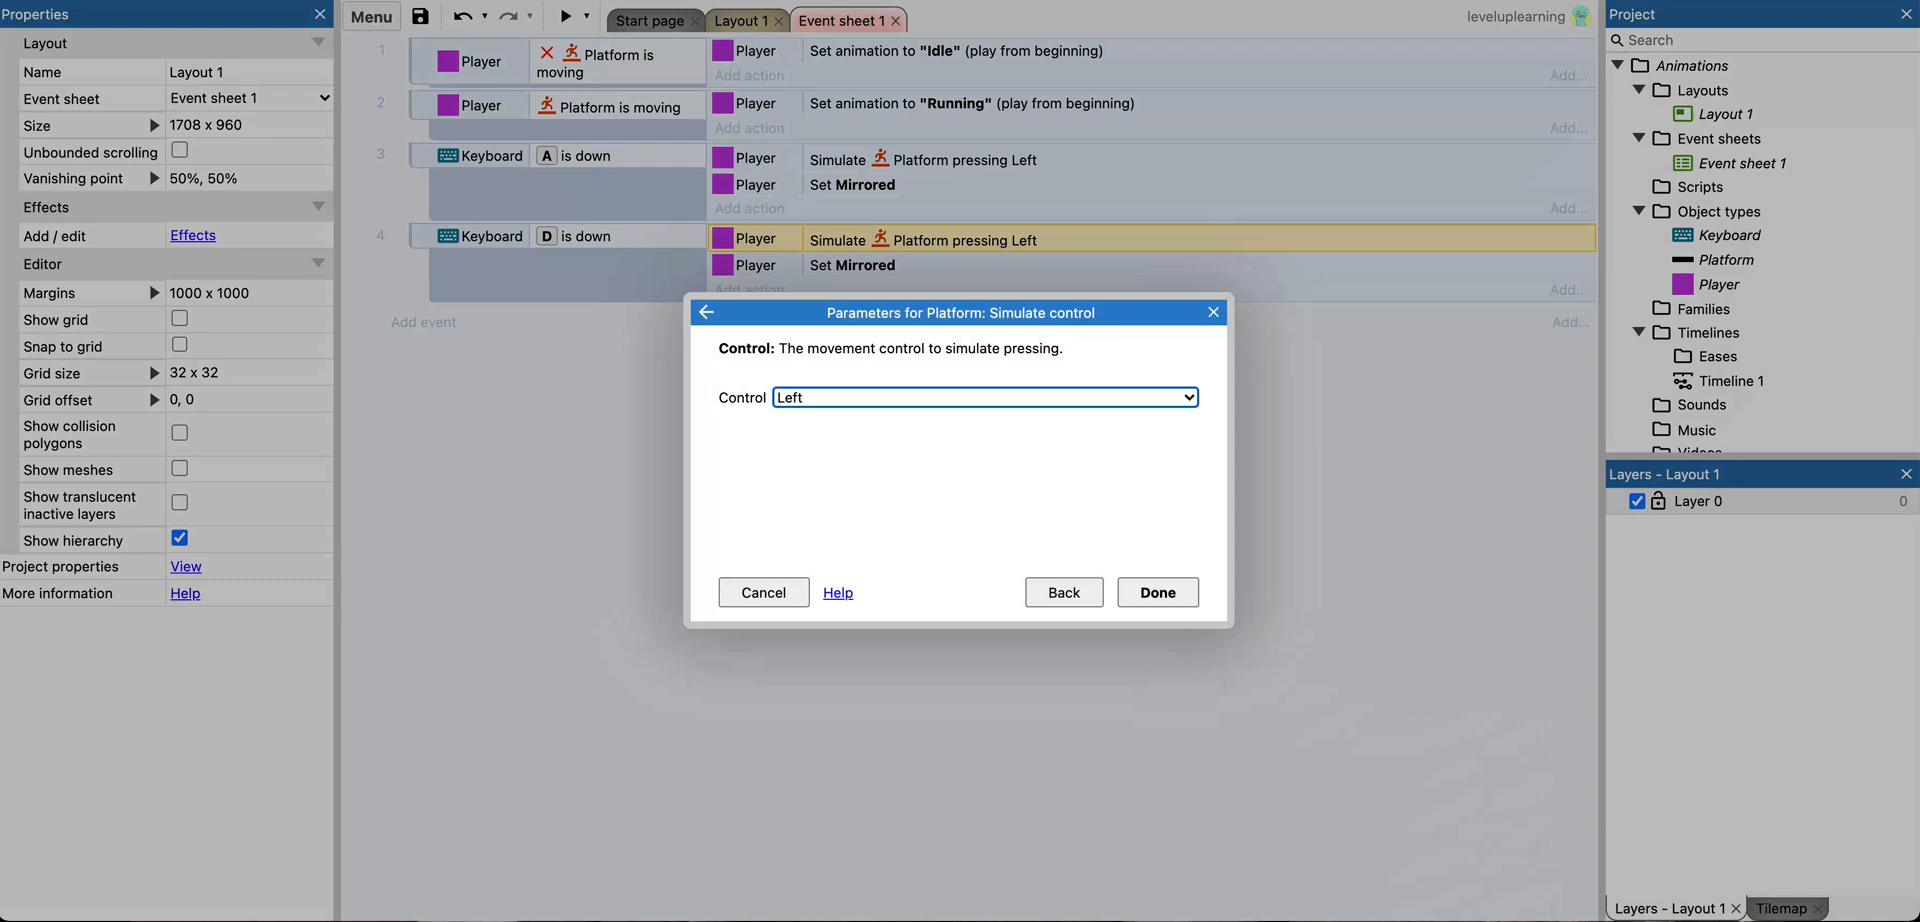 Properties
Layout
Name Layout 1
Event sheet Event sheet 1
Size 1708 x 960
Unbounded scrolling
Vanishing point 50%, 50%
Effects
Add / edit Effects
Editor
Margins 1000 x 1000
Show grid
Snap to grid
Grid size 32 x 32
Grid offset 0, 0
Show collision
polygons
Show meshes
Show translucent
inactive layers
Show hierarchy
Project properties View
More information Help
Menu
Start page Layout 1 Event sheet 1
leveluplearning
1 Player Platform is
moving
Player Set animation to "Idle" (play from beginning)
Add action Add...
2 Player Platform is moving
Player Set animation to "Running" (play from beginning)
Add action Add...
3 Keyboard A is down
Player Simulate Platform pressing Left
Player Set Mirrored
Add action Add...
4 Keyboard D is down
Player Simulate Platform pressing Left
Player Set Mirrored
Add action Add...
Add event Add...
Parameters for Platform: Simulate control
Control: The movement control to simulate pressing.
Control Left
Cancel Help Back Done
Project
Search
Animations
Layouts
Layout 1
Event sheets
Event sheet 1
Scripts
Object types
Keyboard
Platform
Player
Families
Timelines
Eases
Timeline 1
Sounds
Music
Videos
Layers - Layout 1
Layer 0 0
Layers - Layout 1 Tilemap